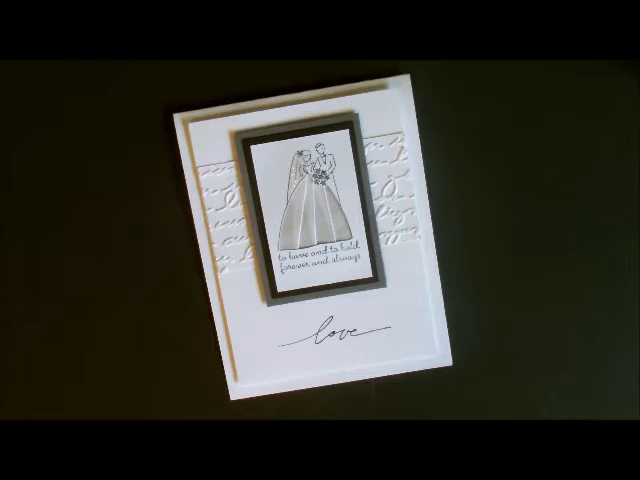 to have and to hold
forever and always
love